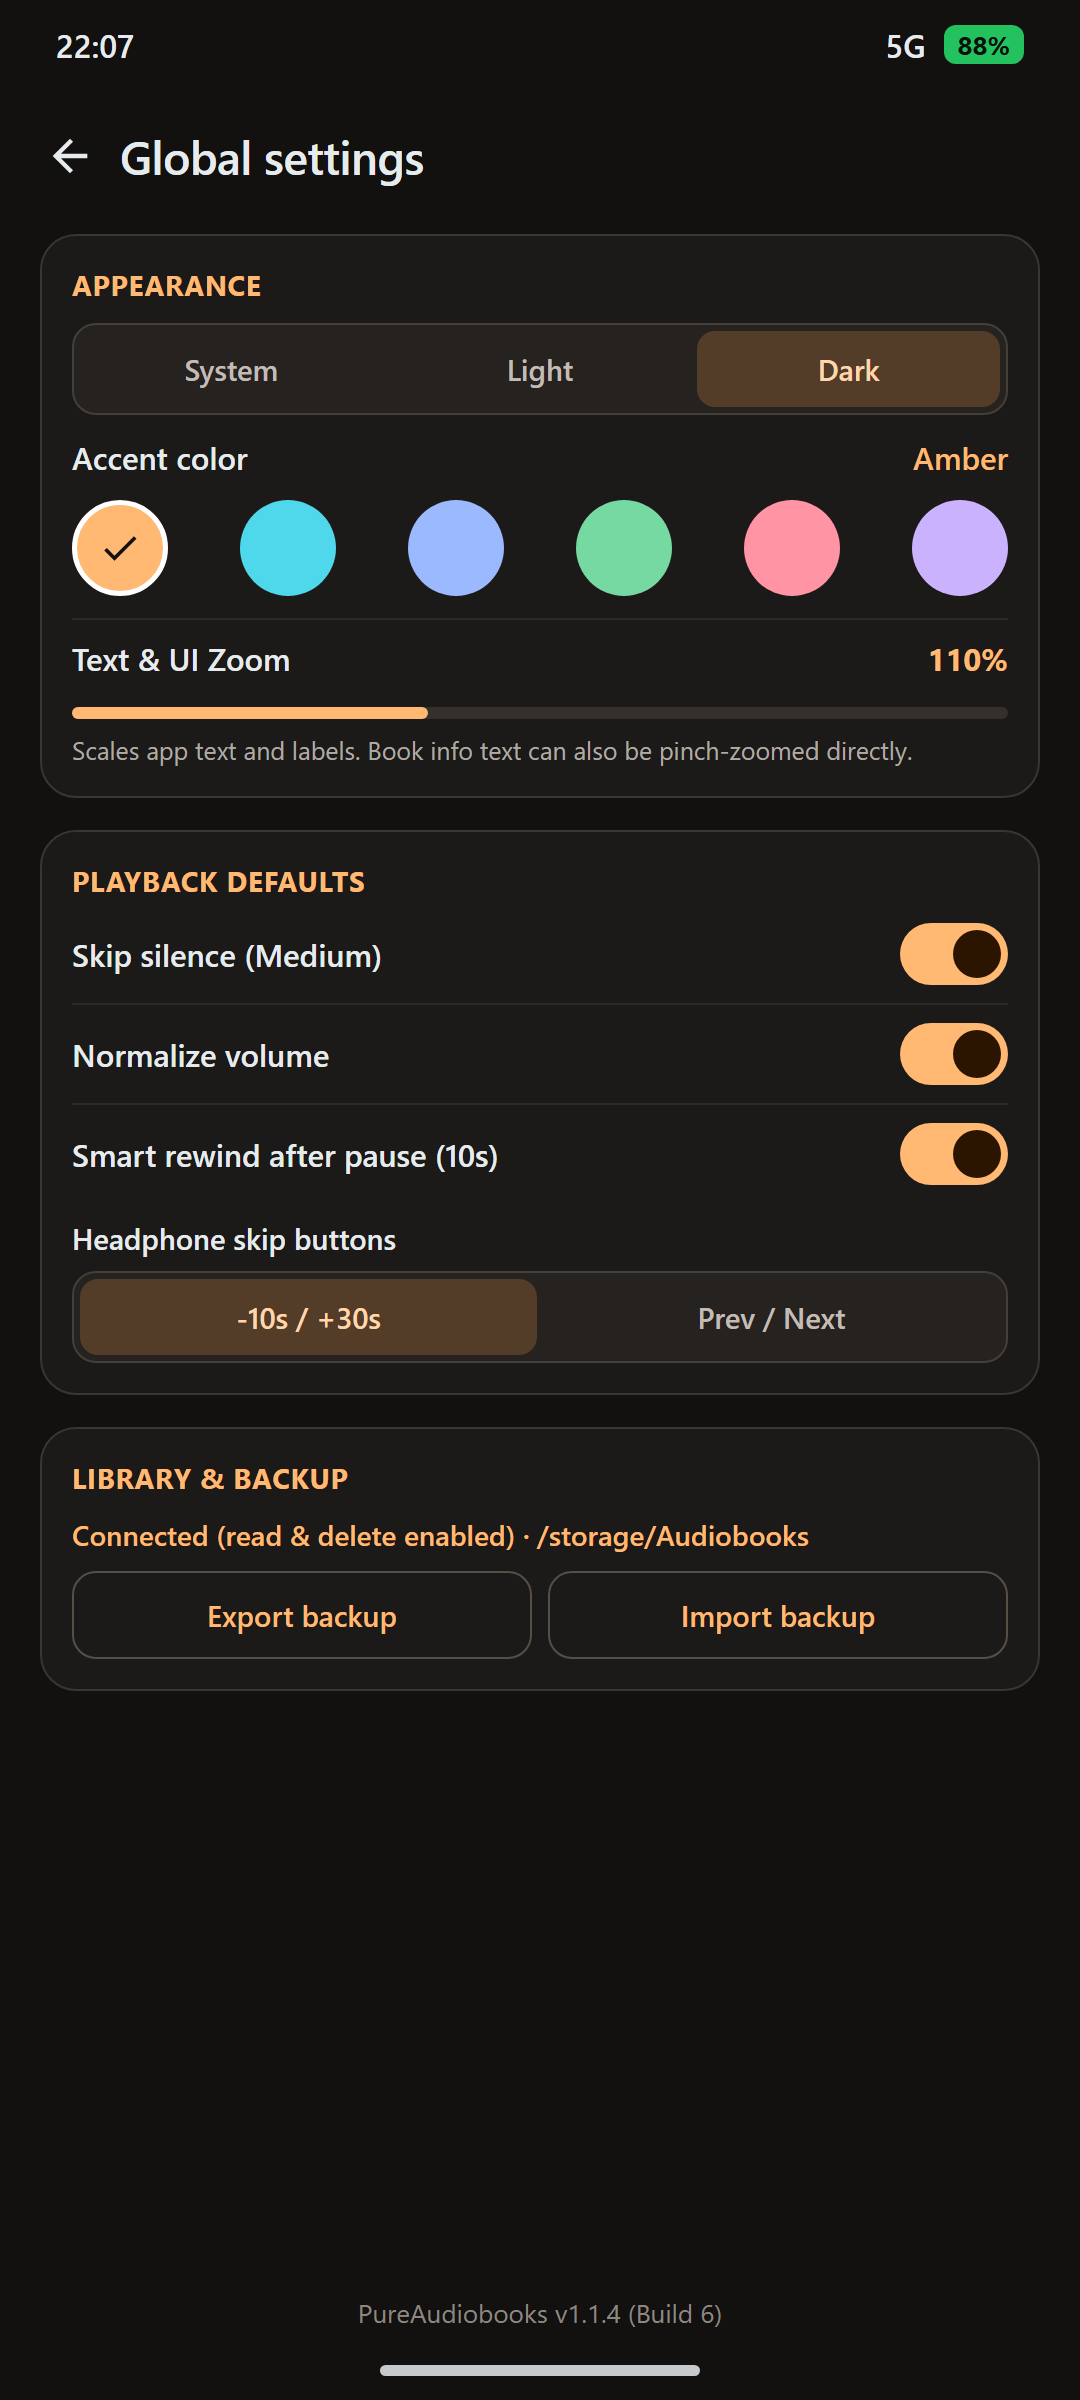 22:07
5G 88%
Global settings
APPEARANCE
System Light Dark
Accent color Amber
Text & UI Zoom 110%
Scales app text and labels. Book info text can also be pinch-zoomed directly.
PLAYBACK DEFAULTS
Skip silence (Medium)
Normalize volume
Smart rewind after pause (10s)
Headphone skip buttons
-10s / +30s Prev / Next
LIBRARY & BACKUP
Connected (read & delete enabled) · /storage/Audiobooks
Export backup Import backup
PureAudiobooks v1.1.4 (Build 6)